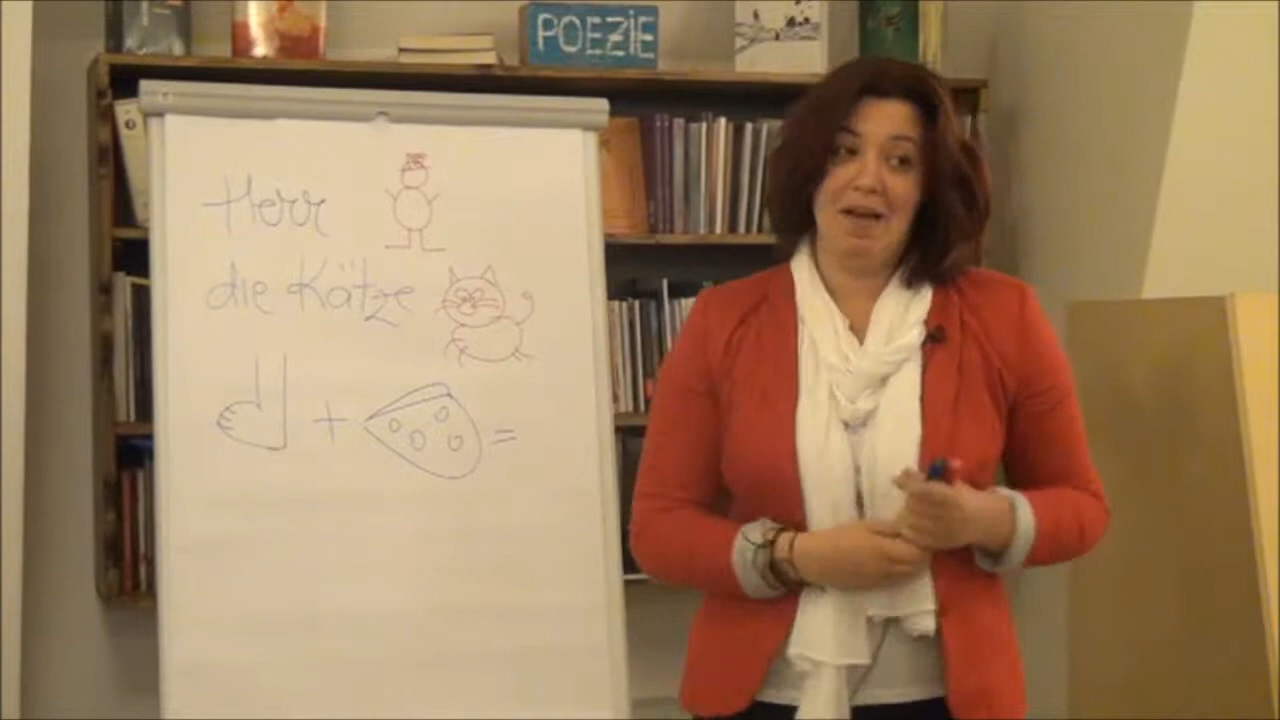 POEZIE
Herr
die Kätze
+ =